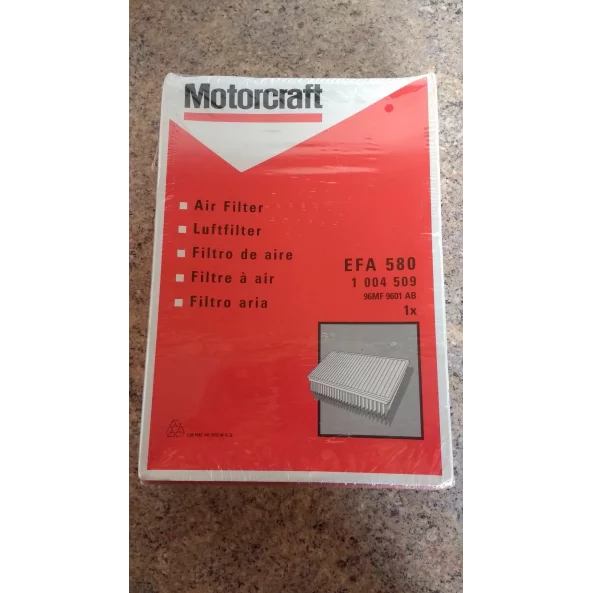 Motorcraft
Air Filter
Luftfilter
Filtro de aire
Filtre à air
Filtro aria
EFA 580
1 004 509
96MF 9601 AB
1x